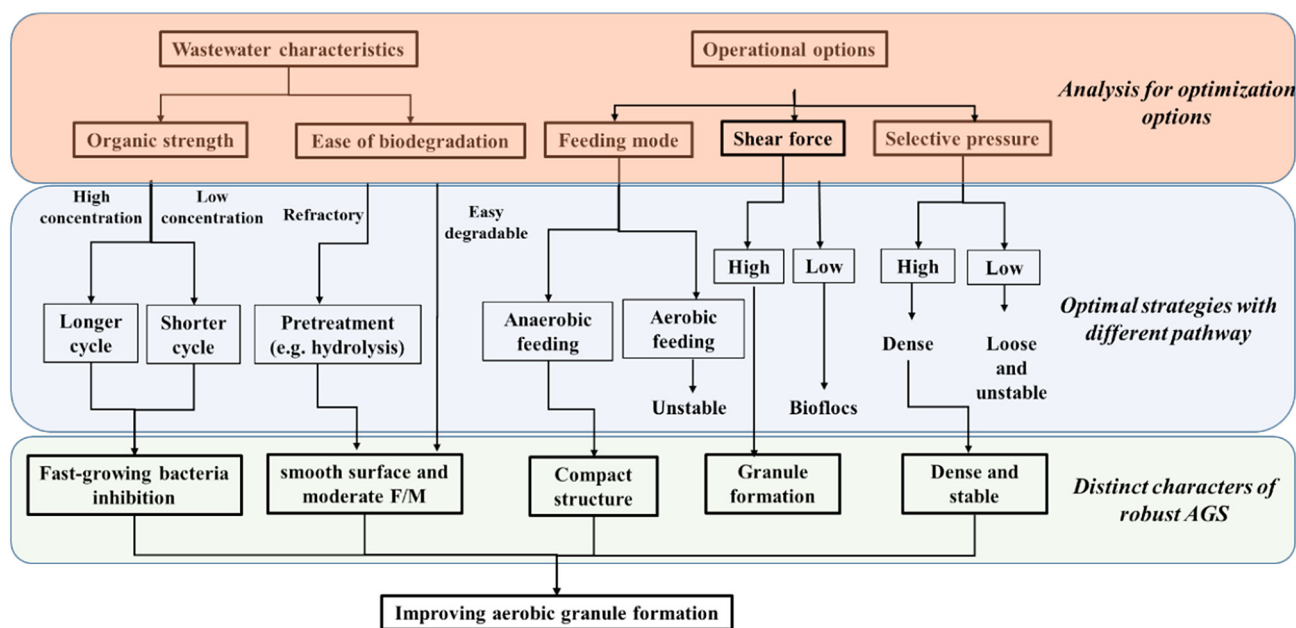 Wastewater characteristics
Operational options
Analysis for optimization
options
Organic strength
Ease of biodegradation
Feeding mode
Shear force
Selective pressure
High
concentration
Low
concentration
Refractory
Easy
degradable
High
Low
High
Low
Longer
cycle
Shorter
cycle
Pretreatment
(e.g. hydrolysis)
Anaerobic
feeding
Aerobic
feeding
Optimal strategies with
different pathway
Dense
Loose
and
unstable
Unstable
Bioflocs
Fast-growing bacteria
inhibition
smooth surface and
moderate F/M
Compact
structure
Granule
formation
Dense and
stable
Distinct characters of
robust AGS
Improving aerobic granule formation